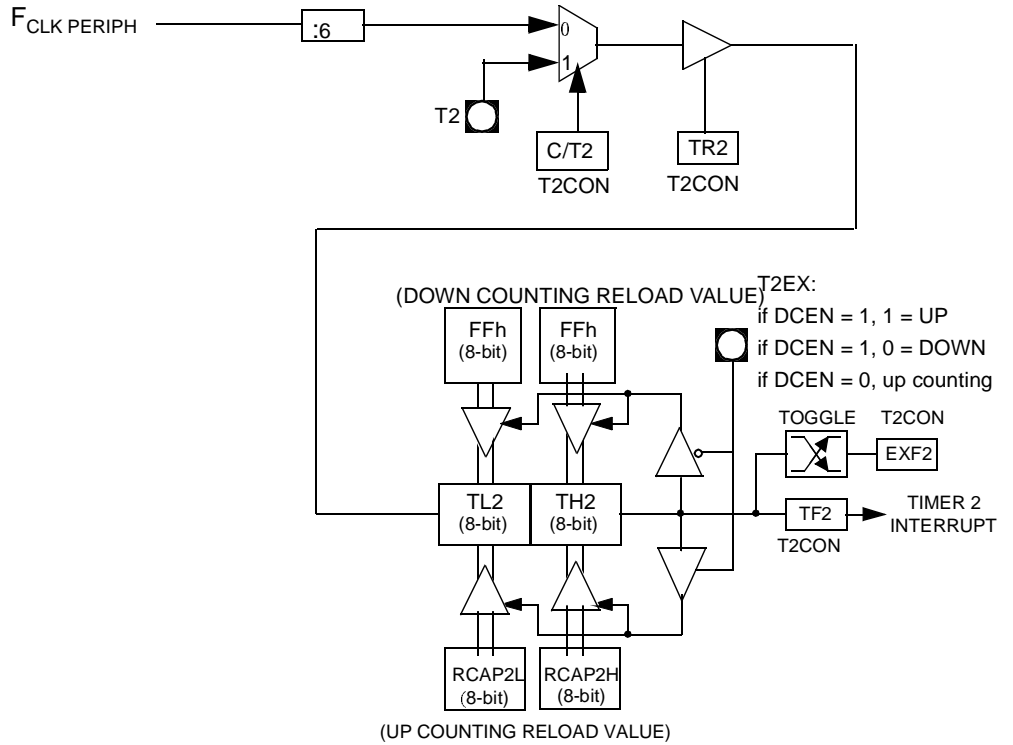 FCLK PERIPH
:6
0
1
T2
C/T2
TR2
T2CON
T2CON
T2EX:
(DOWN COUNTING RELOAD VALUE)
if DCEN = 1, 1 = UP
FFh
(8-bit)
FFh
(8-bit)
if DCEN = 1, 0 = DOWN
if DCEN = 0, up counting
TOGGLE
T2CON
EXF2
TL2
(8-bit)
TH2
(8-bit)
TF2
TIMER 2
INTERRUPT
T2CON
RCAP2L
(8-bit)
RCAP2H
(8-bit)
(UP COUNTING RELOAD VALUE)